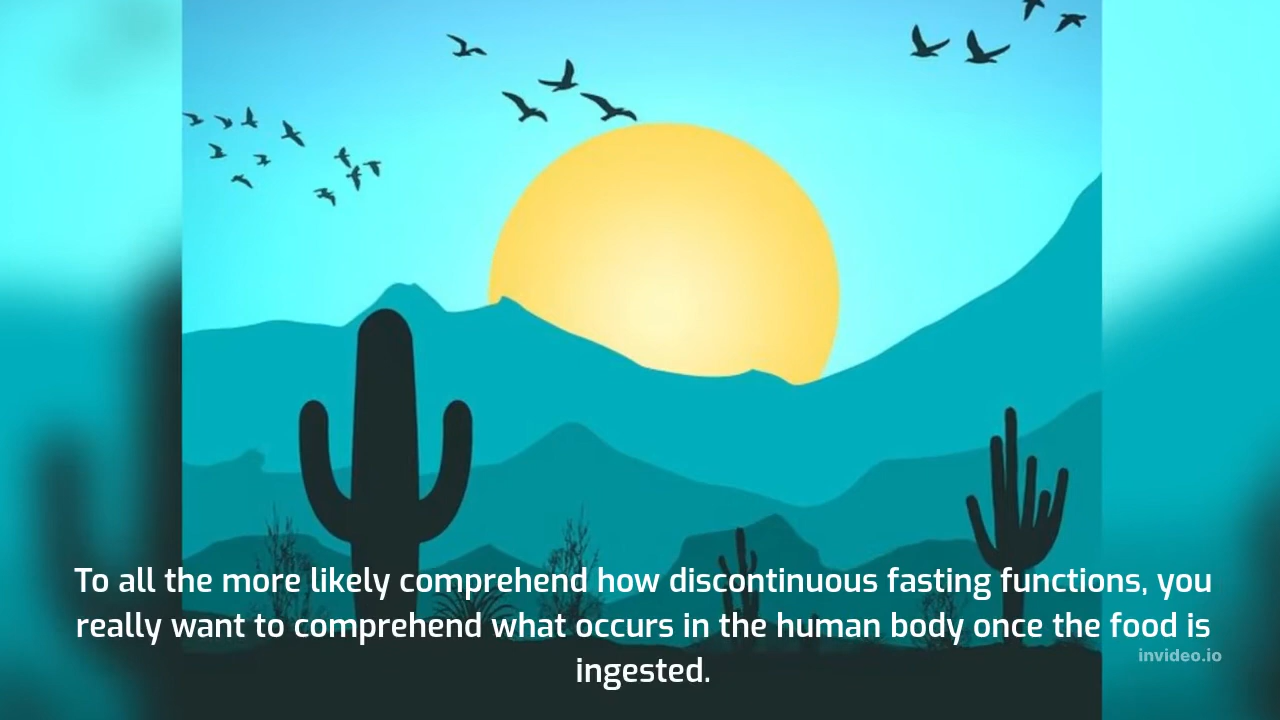 To all the more likely comprehend how discontinuous fasting functions, you
really want to comprehend what occurs in the human body once the food is
invideo.io
ingested.